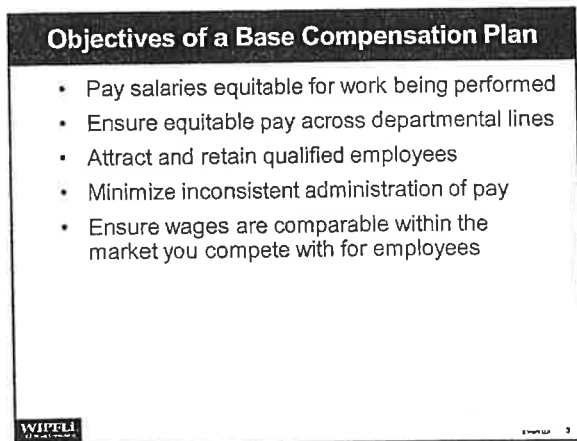 Objectives of a Base Compensation Plan
• Pay salaries equitable for work being performed
• Ensure equitable pay across departmental lines
• Attract and retain qualified employees
• Minimize inconsistent administration of pay
• Ensure wages are comparable within the
market you compete with for employees
WIPFLi
3